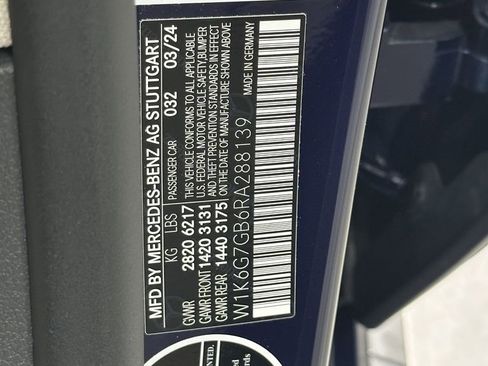 MFD BY MERCEDES-BENZ AG STUTTGART
PASSENGER CAR 032 03/24
KG LBS
GVWR 2820 6217
GAWR FRONT 1420 3131
GAWR REAR 1440 3175
THIS VEHICLE CONFORMS TO ALL APPLICABLE
U.S. FEDERAL MOTOR VEHICLE SAFETY,BUMPER
AND THEFT PREVENTION STANDARDS IN EFFECT
ON THE DATE OF MANUFACTURE SHOWN ABOVE
MADE IN GERMANY
W1K6G7GB6RA288139